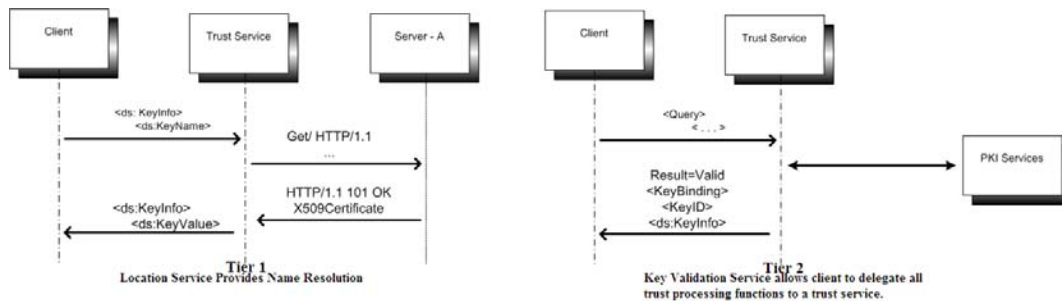 Client
Trust Service
Server - A
<ds: KeyInfo>
<ds:KeyName>
Get/ HTTP/1.1
...
HTTP/1.1 101 OK
X509Certificate
<ds:KeyInfo>
<ds:KeyValue>
Tier 1
Location Service Provides Name Resolution
Client
Trust Service
<Query>
< . . . >
PKI Services
Result=Valid
<KeyBinding>
<KeyID>
<ds:KeyInfo>
Tier 2
Key Validation Service allows client to delegate all
trust processing functions to a trust service.